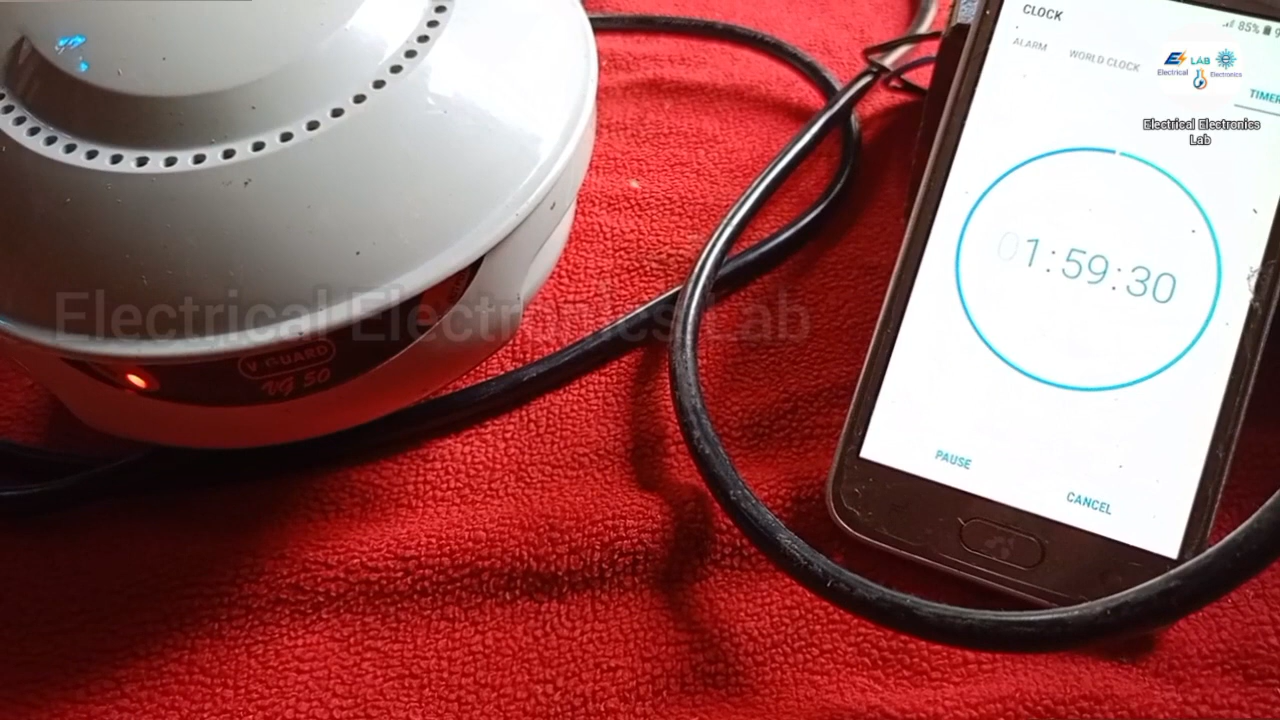 CLOCK
85%
ALARM
WORLD CLOCK
TIMER
LAB
Electrical
Electronics
Electrical Electronics
Lab
01:59:30
Electrical Electronics Lab
V GUARD
VG 50
PAUSE
CANCEL